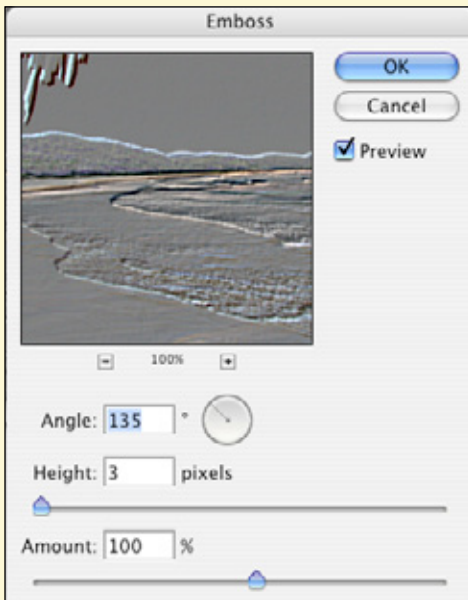 Emboss
OK
Cancel
Preview
100%
Angle: 135 °
Height: 3 pixels
Amount: 100 %